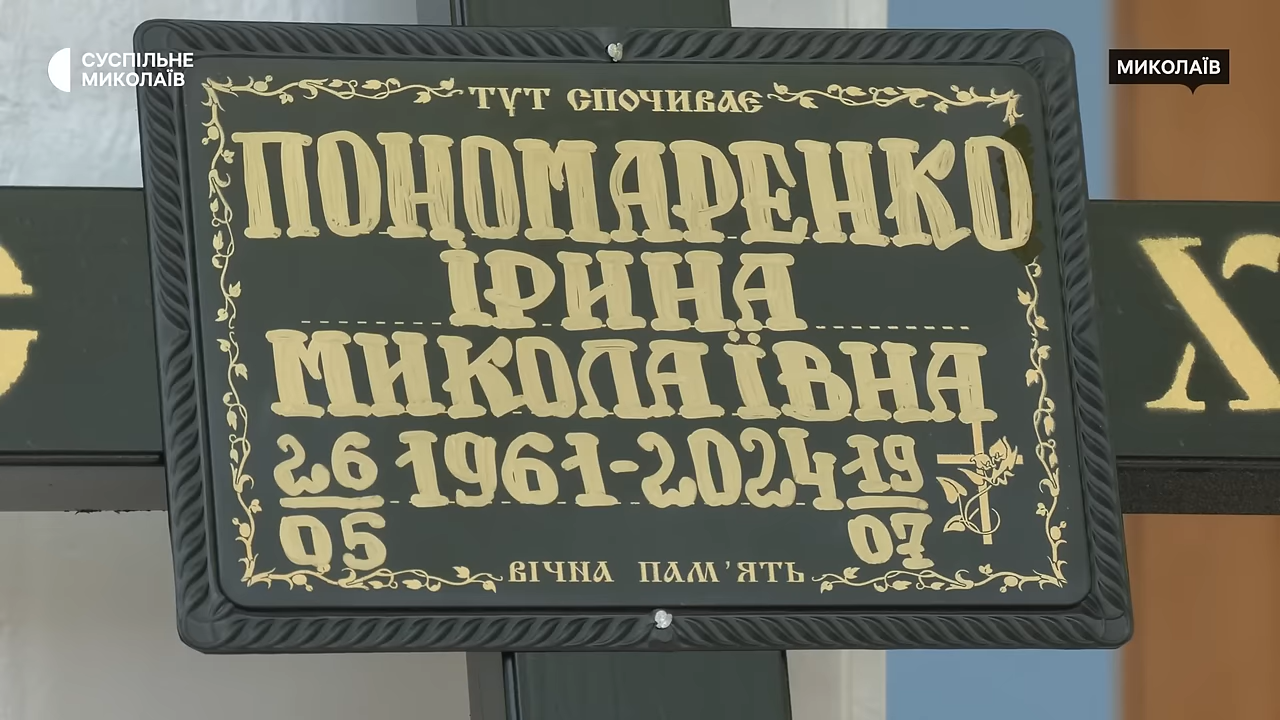 СУСПІЛЬНЕ
МИКОЛАЇВ
МИКОЛАЇВ
ТУТ СПОЧИВАЄ
ПОНОМАРЕНКО
ІРИНА
МИКОЛАЇВНА
26 1961-2024 19
05 07
ВІЧНА ПАМ'ЯТЬ
Х